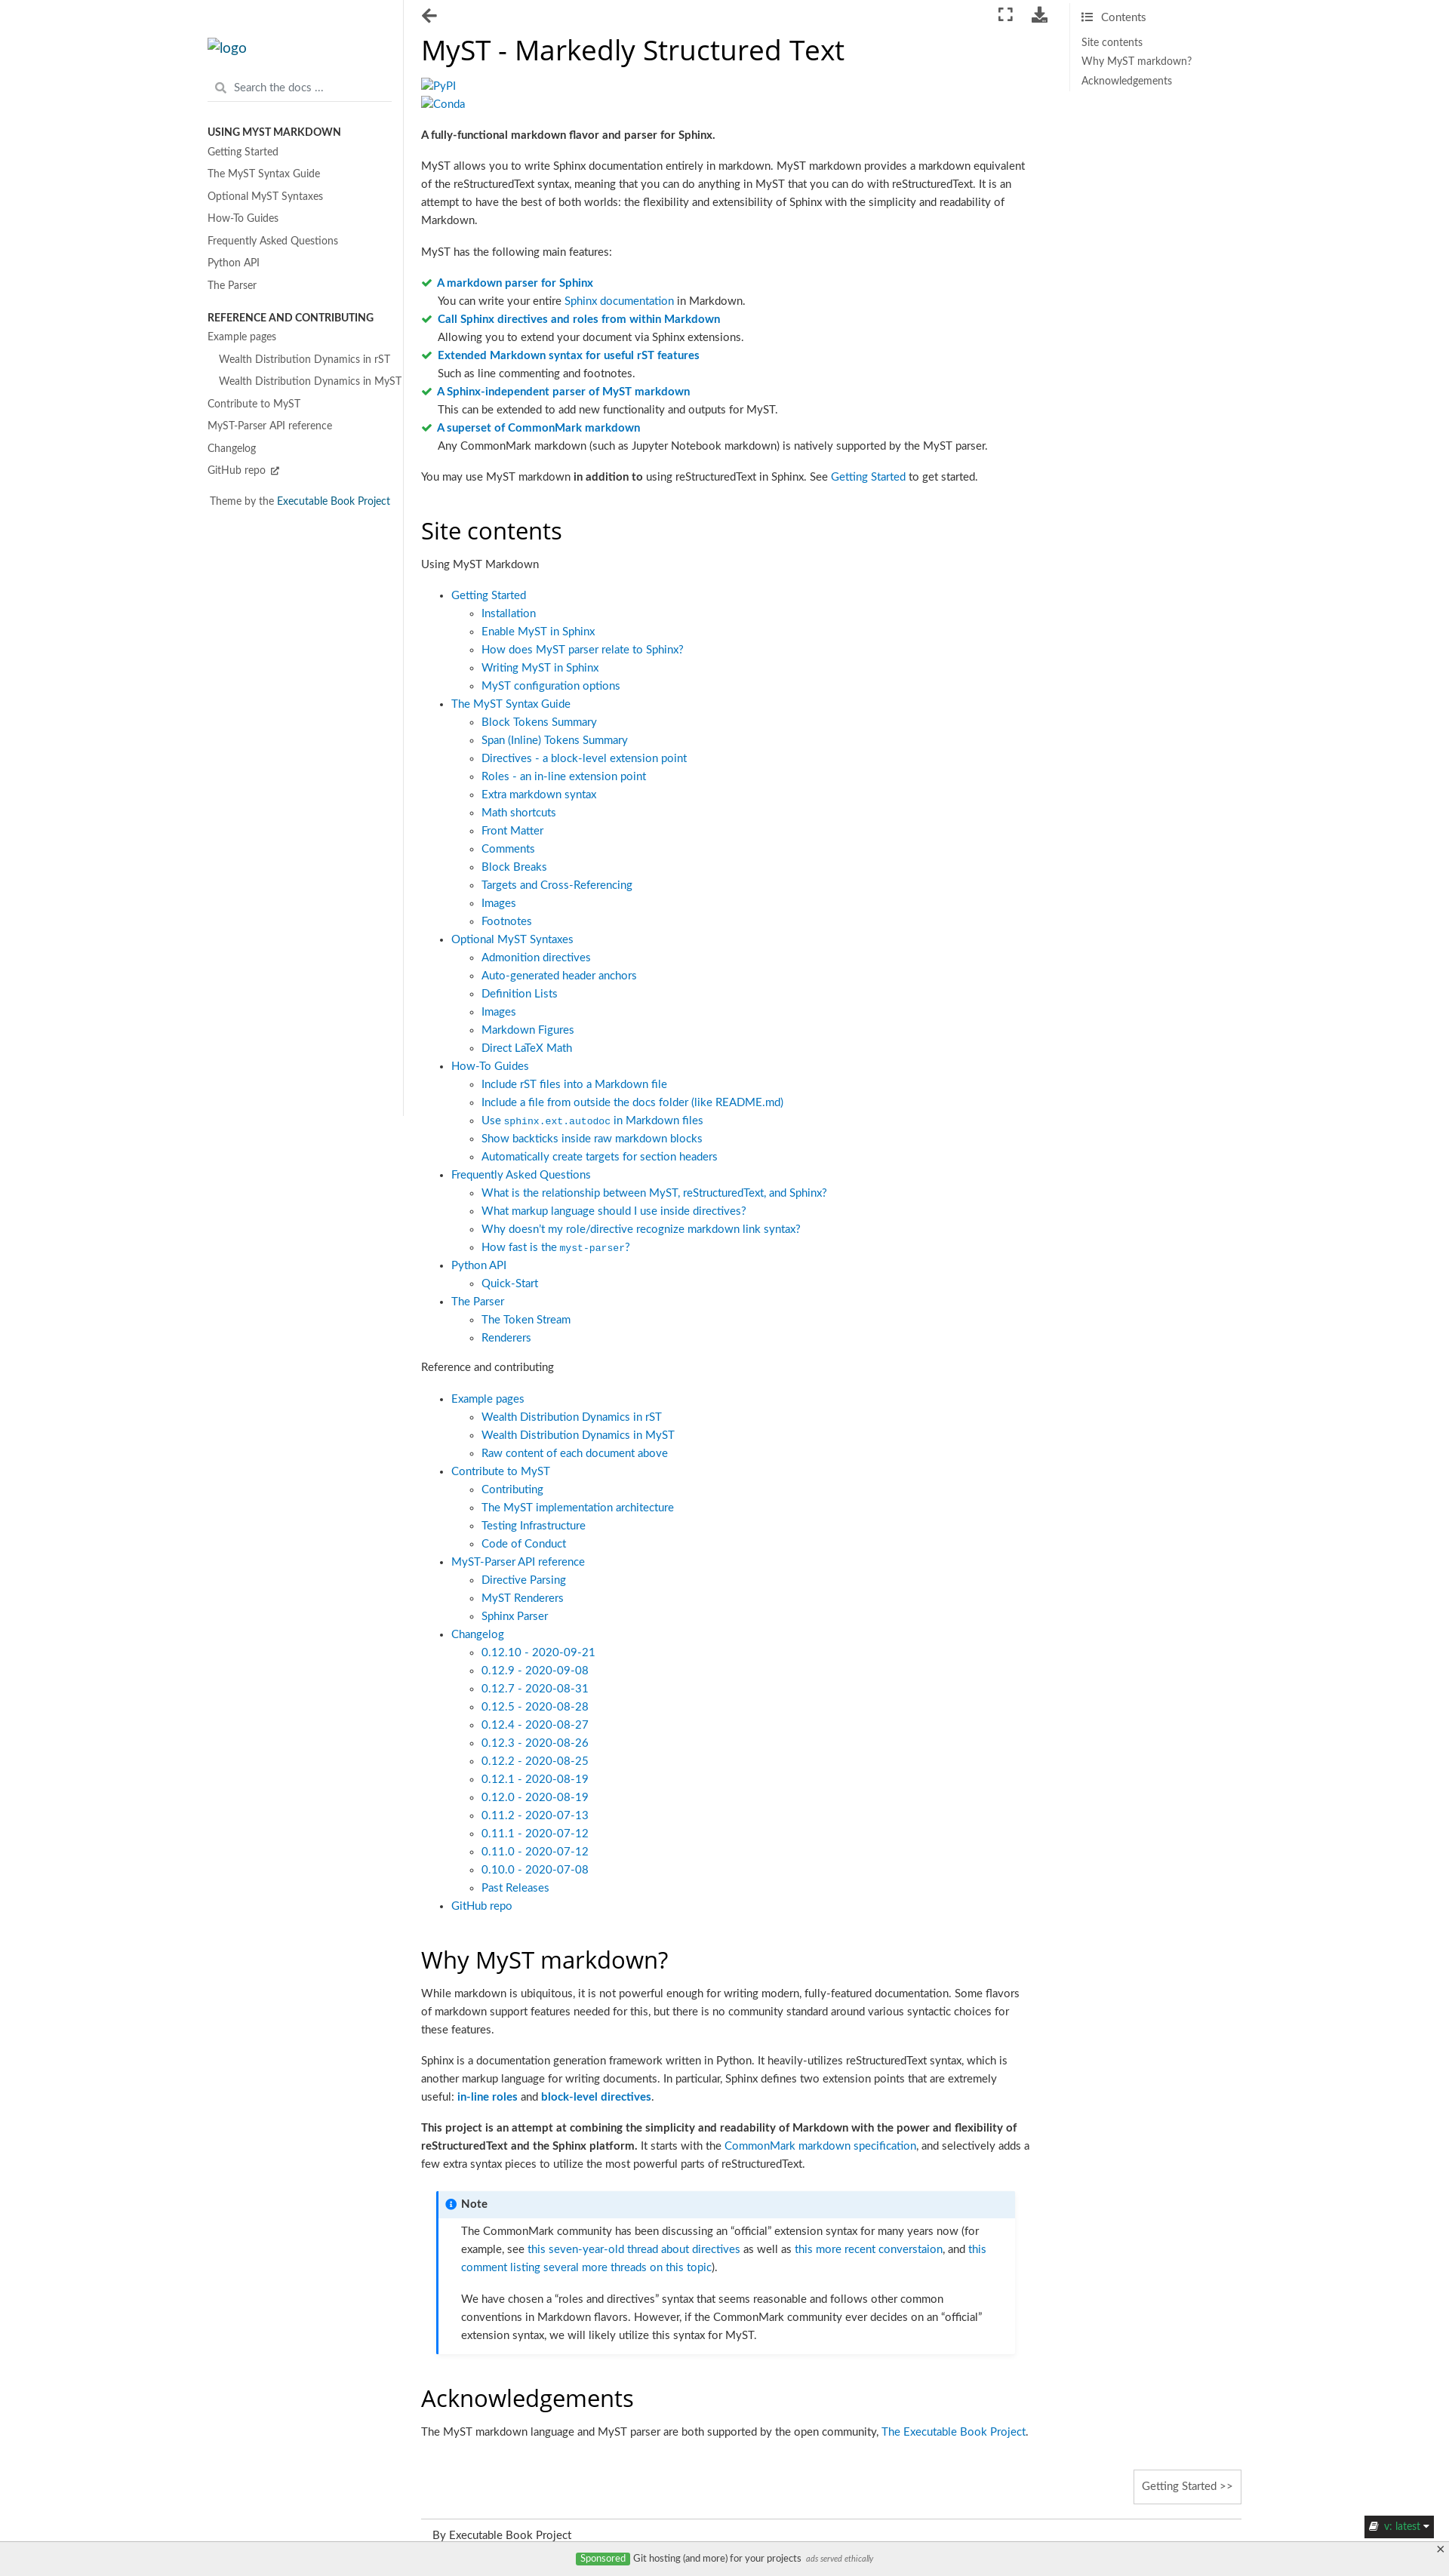 logo
Search the docs ...
USING MYST MARKDOWN
Getting Started
The MyST Syntax Guide
Optional MyST Syntaxes
How-To Guides
Frequently Asked Questions
Python API
The Parser
REFERENCE AND CONTRIBUTING
Example pages
Wealth Distribution Dynamics in rST
Wealth Distribution Dynamics in MyST
Contribute to MyST
MyST-Parser API reference
Changelog
GitHub repo
Theme by the Executable Book Project
MyST - Markedly Structured Text
PyPI
Conda
A fully-functional markdown flavor and parser for Sphinx.
MyST allows you to write Sphinx documentation entirely in markdown. MyST markdown provides a markdown equivalent
of the reStructuredText syntax, meaning that you can do anything in MyST that you can do with reStructuredText. It is an
attempt to have the best of both worlds: the flexibility and extensibility of Sphinx with the simplicity and readability of
Markdown.
MyST has the following main features:
A markdown parser for Sphinx
You can write your entire Sphinx documentation in Markdown.
Call Sphinx directives and roles from within Markdown
Allowing you to extend your document via Sphinx extensions.
Extended Markdown syntax for useful rST features
Such as line commenting and footnotes.
A Sphinx-independent parser of MyST markdown
This can be extended to add new functionality and outputs for MyST.
A superset of CommonMark markdown
Any CommonMark markdown (such as Jupyter Notebook markdown) is natively supported by the MyST parser.
You may use MyST markdown in addition to using reStructuredText in Sphinx. See Getting Started to get started.
Site contents
Using MyST Markdown
Getting Started
Installation
Enable MyST in Sphinx
How does MyST parser relate to Sphinx?
Writing MyST in Sphinx
MyST configuration options
The MyST Syntax Guide
Block Tokens Summary
Span (Inline) Tokens Summary
Directives - a block-level extension point
Roles - an in-line extension point
Extra markdown syntax
Math shortcuts
Front Matter
Comments
Block Breaks
Targets and Cross-Referencing
Images
Footnotes
Optional MyST Syntaxes
Admonition directives
Auto-generated header anchors
Definition Lists
Images
Markdown Figures
Direct LaTeX Math
How-To Guides
Include rST files into a Markdown file
Include a file from outside the docs folder (like README.md)
Use sphinx.ext.autodoc in Markdown files
Show backticks inside raw markdown blocks
Automatically create targets for section headers
Frequently Asked Questions
What is the relationship between MyST, reStructuredText, and Sphinx?
What markup language should I use inside directives?
Why doesn't my role/directive recognize markdown link syntax?
How fast is the myst-parser?
Python API
Quick-Start
The Parser
The Token Stream
Renderers
Reference and contributing
Example pages
Wealth Distribution Dynamics in rST
Wealth Distribution Dynamics in MyST
Raw content of each document above
Contribute to MyST
Contributing
The MyST implementation architecture
Testing Infrastructure
Code of Conduct
MyST-Parser API reference
Directive Parsing
MyST Renderers
Sphinx Parser
Changelog
0.12.10 - 2020-09-21
0.12.9 - 2020-09-08
0.12.7 - 2020-08-31
0.12.5 - 2020-08-28
0.12.4 - 2020-08-27
0.12.3 - 2020-08-26
0.12.2 - 2020-08-25
0.12.1 - 2020-08-19
0.12.0 - 2020-08-19
0.11.2 - 2020-07-13
0.11.1 - 2020-07-12
0.11.0 - 2020-07-12
0.10.0 - 2020-07-08
Past Releases
GitHub repo
Why MyST markdown?
While markdown is ubiquitous, it is not powerful enough for writing modern, fully-featured documentation. Some flavors
of markdown support features needed for this, but there is no community standard around various syntactic choices for
these features.
Sphinx is a documentation generation framework written in Python. It heavily-utilizes reStructuredText syntax, which is
another markup language for writing documents. In particular, Sphinx defines two extension points that are extremely
useful: in-line roles and block-level directives.
This project is an attempt at combining the simplicity and readability of Markdown with the power and flexibility of
reStructuredText and the Sphinx platform. It starts with the CommonMark markdown specification, and selectively adds a
few extra syntax pieces to utilize the most powerful parts of reStructuredText.
Note
The CommonMark community has been discussing an “official” extension syntax for many years now (for
example, see this seven-year-old thread about directives as well as this more recent converstaion, and this
comment listing several more threads on this topic).
We have chosen a “roles and directives” syntax that seems reasonable and follows other common
conventions in Markdown flavors. However, if the CommonMark community ever decides on an “official”
extension syntax, we will likely utilize this syntax for MyST.
Acknowledgements
The MyST markdown language and MyST parser are both supported by the open community, The Executable Book Project.
Getting Started >>
By Executable Book Project
Contents
Site contents
Why MyST markdown?
Acknowledgements
v: latest
Sponsored Git hosting (and more) for your projects ads served ethically
×